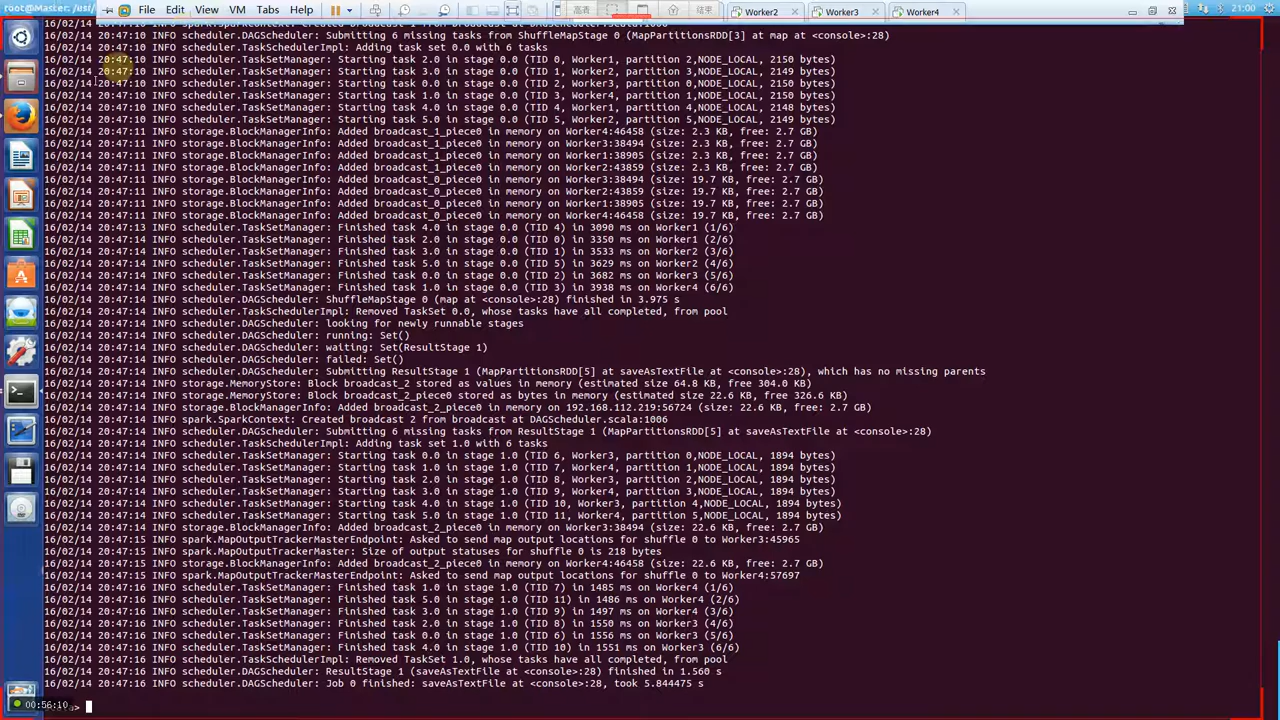 root@Master: /usr/
File Edit View VM Tabs Help
Worker2 Worker3 Worker4
21:00
16/02/14 20:47:10 INFO scheduler.DAGScheduler: Submitting 6 missing tasks from ShuffleMapStage 0 (MapPartitionsRDD[3] at map at <console>:28)
16/02/14 20:47:10 INFO scheduler.TaskSchedulerImpl: Adding task set 0.0 with 6 tasks
16/02/14 20:47:10 INFO scheduler.TaskSetManager: Starting task 2.0 in stage 0.0 (TID 0, Worker1, partition 2,NODE_LOCAL, 2150 bytes)
16/02/14 20:47:10 INFO scheduler.TaskSetManager: Starting task 3.0 in stage 0.0 (TID 1, Worker2, partition 3,NODE_LOCAL, 2149 bytes)
16/02/14 20:47:10 INFO scheduler.TaskSetManager: Starting task 0.0 in stage 0.0 (TID 2, Worker3, partition 0,NODE_LOCAL, 2150 bytes)
16/02/14 20:47:10 INFO scheduler.TaskSetManager: Starting task 1.0 in stage 0.0 (TID 3, Worker4, partition 1,NODE_LOCAL, 2150 bytes)
16/02/14 20:47:10 INFO scheduler.TaskSetManager: Starting task 4.0 in stage 0.0 (TID 4, Worker1, partition 4,NODE_LOCAL, 2148 bytes)
16/02/14 20:47:10 INFO scheduler.TaskSetManager: Starting task 5.0 in stage 0.0 (TID 5, Worker2, partition 5,NODE_LOCAL, 2149 bytes)
16/02/14 20:47:11 INFO storage.BlockManagerInfo: Added broadcast_1_piece0 in memory on Worker4:46458 (size: 2.3 KB, free: 2.7 GB)
16/02/14 20:47:11 INFO storage.BlockManagerInfo: Added broadcast_1_piece0 in memory on Worker3:38494 (size: 2.3 KB, free: 2.7 GB)
16/02/14 20:47:11 INFO storage.BlockManagerInfo: Added broadcast_1_piece0 in memory on Worker1:38905 (size: 2.3 KB, free: 2.7 GB)
16/02/14 20:47:11 INFO storage.BlockManagerInfo: Added broadcast_1_piece0 in memory on Worker2:43859 (size: 2.3 KB, free: 2.7 GB)
16/02/14 20:47:11 INFO storage.BlockManagerInfo: Added broadcast_0_piece0 in memory on Worker3:38494 (size: 19.7 KB, free: 2.7 GB)
16/02/14 20:47:11 INFO storage.BlockManagerInfo: Added broadcast_0_piece0 in memory on Worker2:43859 (size: 19.7 KB, free: 2.7 GB)
16/02/14 20:47:11 INFO storage.BlockManagerInfo: Added broadcast_0_piece0 in memory on Worker1:38905 (size: 19.7 KB, free: 2.7 GB)
16/02/14 20:47:11 INFO storage.BlockManagerInfo: Added broadcast_0_piece0 in memory on Worker4:46458 (size: 19.7 KB, free: 2.7 GB)
16/02/14 20:47:13 INFO scheduler.TaskSetManager: Finished task 4.0 in stage 0.0 (TID 4) in 3090 ms on Worker1 (1/6)
16/02/14 20:47:14 INFO scheduler.TaskSetManager: Finished task 2.0 in stage 0.0 (TID 0) in 3350 ms on Worker1 (2/6)
16/02/14 20:47:14 INFO scheduler.TaskSetManager: Finished task 3.0 in stage 0.0 (TID 1) in 3533 ms on Worker2 (3/6)
16/02/14 20:47:14 INFO scheduler.TaskSetManager: Finished task 5.0 in stage 0.0 (TID 5) in 3629 ms on Worker2 (4/6)
16/02/14 20:47:14 INFO scheduler.TaskSetManager: Finished task 0.0 in stage 0.0 (TID 2) in 3682 ms on Worker3 (5/6)
16/02/14 20:47:14 INFO scheduler.TaskSetManager: Finished task 1.0 in stage 0.0 (TID 3) in 3938 ms on Worker4 (6/6)
16/02/14 20:47:14 INFO scheduler.DAGScheduler: ShuffleMapStage 0 (map at <console>:28) finished in 3.975 s
16/02/14 20:47:14 INFO scheduler.TaskSchedulerImpl: Removed TaskSet 0.0, whose tasks have all completed, from pool
16/02/14 20:47:14 INFO scheduler.DAGScheduler: looking for newly runnable stages
16/02/14 20:47:14 INFO scheduler.DAGScheduler: running: Set()
16/02/14 20:47:14 INFO scheduler.DAGScheduler: waiting: Set(ResultStage 1)
16/02/14 20:47:14 INFO scheduler.DAGScheduler: failed: Set()
16/02/14 20:47:14 INFO scheduler.DAGScheduler: Submitting ResultStage 1 (MapPartitionsRDD[5] at saveAsTextFile at <console>:28), which has no missing parents
16/02/14 20:47:14 INFO storage.MemoryStore: Block broadcast_2 stored as values in memory (estimated size 64.8 KB, free 304.0 KB)
16/02/14 20:47:14 INFO storage.MemoryStore: Block broadcast_2_piece0 stored as bytes in memory (estimated size 22.6 KB, free 326.6 KB)
16/02/14 20:47:14 INFO storage.BlockManagerInfo: Added broadcast_2_piece0 in memory on 192.168.112.219:56724 (size: 22.6 KB, free: 2.7 GB)
16/02/14 20:47:14 INFO spark.SparkContext: Created broadcast 2 from broadcast at DAGScheduler.scala:1006
16/02/14 20:47:14 INFO scheduler.DAGScheduler: Submitting 6 missing tasks from ResultStage 1 (MapPartitionsRDD[5] at saveAsTextFile at <console>:28)
16/02/14 20:47:14 INFO scheduler.TaskSchedulerImpl: Adding task set 1.0 with 6 tasks
16/02/14 20:47:14 INFO scheduler.TaskSetManager: Starting task 0.0 in stage 1.0 (TID 6, Worker3, partition 0,NODE_LOCAL, 1894 bytes)
16/02/14 20:47:14 INFO scheduler.TaskSetManager: Starting task 1.0 in stage 1.0 (TID 7, Worker4, partition 1,NODE_LOCAL, 1894 bytes)
16/02/14 20:47:14 INFO scheduler.TaskSetManager: Starting task 2.0 in stage 1.0 (TID 8, Worker3, partition 2,NODE_LOCAL, 1894 bytes)
16/02/14 20:47:14 INFO scheduler.TaskSetManager: Starting task 3.0 in stage 1.0 (TID 9, Worker4, partition 3,NODE_LOCAL, 1894 bytes)
16/02/14 20:47:14 INFO scheduler.TaskSetManager: Starting task 4.0 in stage 1.0 (TID 10, Worker3, partition 4,NODE_LOCAL, 1894 bytes)
16/02/14 20:47:14 INFO scheduler.TaskSetManager: Starting task 5.0 in stage 1.0 (TID 11, Worker4, partition 5,NODE_LOCAL, 1894 bytes)
16/02/14 20:47:14 INFO storage.BlockManagerInfo: Added broadcast_2_piece0 in memory on Worker3:38494 (size: 22.6 KB, free: 2.7 GB)
16/02/14 20:47:15 INFO spark.MapOutputTrackerMasterEndpoint: Asked to send map output locations for shuffle 0 to Worker3:45965
16/02/14 20:47:15 INFO spark.MapOutputTrackerMaster: Size of output statuses for shuffle 0 is 218 bytes
16/02/14 20:47:15 INFO storage.BlockManagerInfo: Added broadcast_2_piece0 in memory on Worker4:46458 (size: 22.6 KB, free: 2.7 GB)
16/02/14 20:47:15 INFO spark.MapOutputTrackerMasterEndpoint: Asked to send map output locations for shuffle 0 to Worker4:57697
16/02/14 20:47:16 INFO scheduler.TaskSetManager: Finished task 1.0 in stage 1.0 (TID 7) in 1485 ms on Worker4 (1/6)
16/02/14 20:47:16 INFO scheduler.TaskSetManager: Finished task 5.0 in stage 1.0 (TID 11) in 1486 ms on Worker4 (2/6)
16/02/14 20:47:16 INFO scheduler.TaskSetManager: Finished task 3.0 in stage 1.0 (TID 9) in 1497 ms on Worker4 (3/6)
16/02/14 20:47:16 INFO scheduler.TaskSetManager: Finished task 2.0 in stage 1.0 (TID 8) in 1550 ms on Worker3 (4/6)
16/02/14 20:47:16 INFO scheduler.TaskSetManager: Finished task 0.0 in stage 1.0 (TID 6) in 1556 ms on Worker3 (5/6)
16/02/14 20:47:16 INFO scheduler.TaskSetManager: Finished task 4.0 in stage 1.0 (TID 10) in 1551 ms on Worker3 (6/6)
16/02/14 20:47:16 INFO scheduler.TaskSchedulerImpl: Removed TaskSet 1.0, whose tasks have all completed, from pool
16/02/14 20:47:16 INFO scheduler.DAGScheduler: ResultStage 1 (saveAsTextFile at <console>:28) finished in 1.560 s
16/02/14 20:47:16 INFO scheduler.DAGScheduler: Job 0 finished: saveAsTextFile at <console>:28, took 5.844475 s
00:56:10